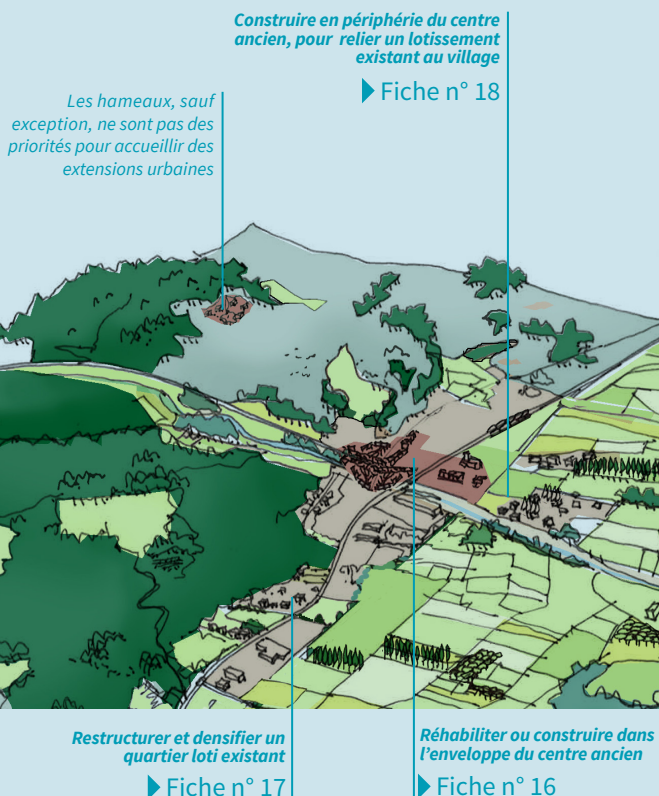 Construire en périphérie du centre
ancien, pour relier un lotissement
existant au village
Fiche n° 18
Les hameaux, sauf
exception, ne sont pas des
priorités pour accueillir des
extensions urbaines
Restructurer et densifier un
quartier loti existant
Fiche n° 17
Réhabiliter ou construire dans
l’enveloppe du centre ancien
Fiche n° 16